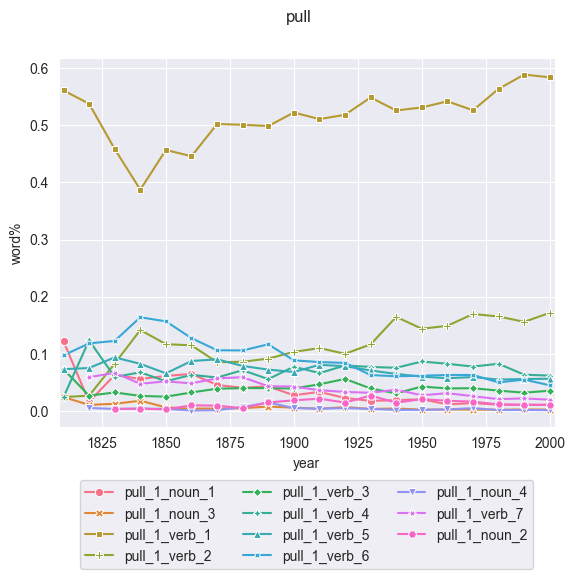 pull
0.6
0.5
0.4
0.3
0.2
0.1
0.0
word%
1825 1850 1875 1900 1925 1950 1975 2000
year
pull_1_noun_1 pull_1_verb_3 pull_1_noun_4
pull_1_noun_3 pull_1_verb_4 pull_1_verb_7
pull_1_verb_1 pull_1_verb_5 pull_1_noun_2
pull_1_verb_2 pull_1_verb_6